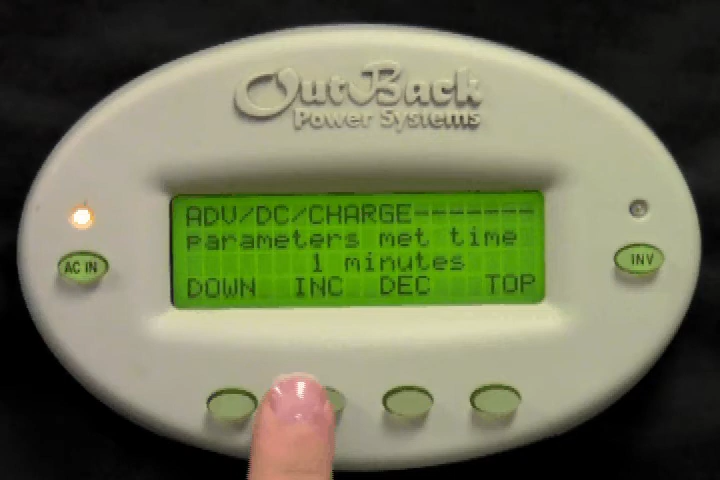 OutBack
Power Systems
ADV/DC/CHARGE-------
parameters met time
1 minutes
DOWN INC DEC TOP
AC IN
INV